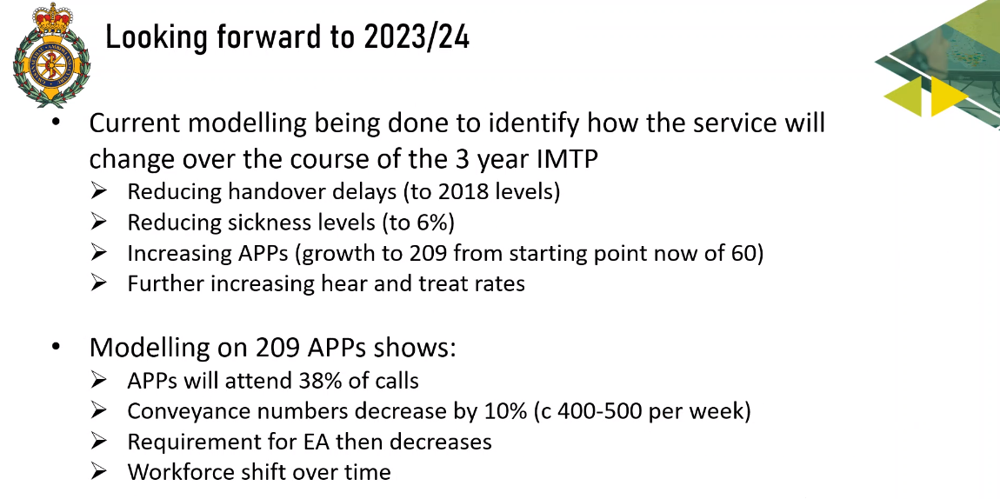 Looking forward to 2023/24
• Current modelling being done to identify how the service will
change over the course of the 3 year IMTP
➢ Reducing handover delays (to 2018 levels)
➢ Reducing sickness levels (to 6%)
➢ Increasing APPs (growth to 209 from starting point now of 60)
➢ Further increasing hear and treat rates
• Modelling on 209 APPs shows:
➢ APPs will attend 38% of calls
➢ Conveyance numbers decrease by 10% (c 400-500 per week)
➢ Requirement for EA then decreases
➢ Workforce shift over time